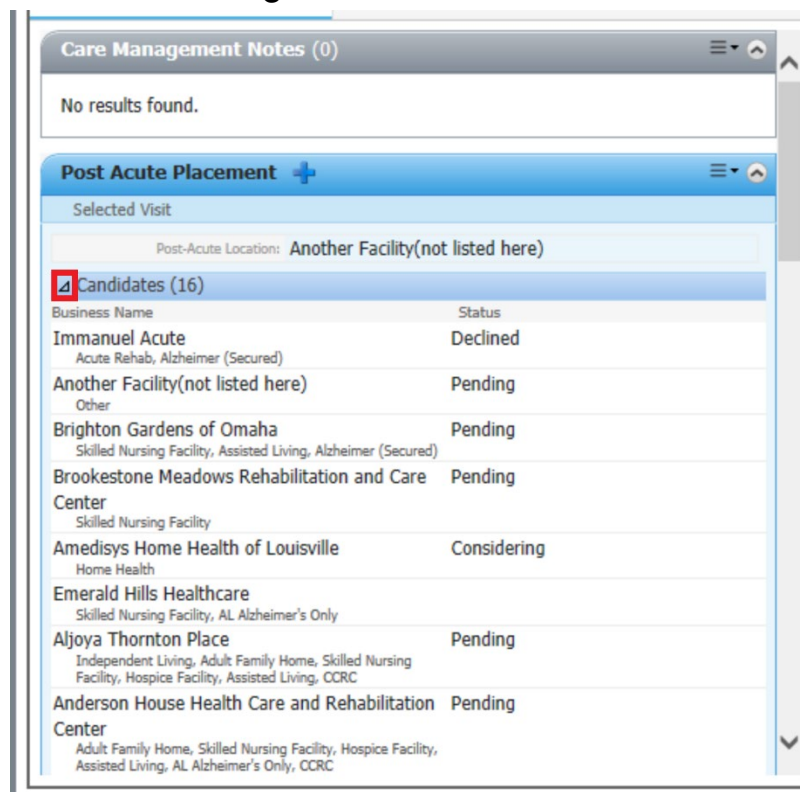 Care Management Notes (0)
No results found.
Post Acute Placement
Selected Visit
Post-Acute Location: Another Facility(not listed here)
Candidates (16)
Business Name Status
Immanuel Acute Declined
Acute Rehab, Alzheimer (Secured)
Another Facility(not listed here) Pending
Other
Brighton Gardens of Omaha Pending
Skilled Nursing Facility, Assisted Living, Alzheimer (Secured)
Brookestone Meadows Rehabilitation and Care Pending
Center
Skilled Nursing Facility
Amedisys Home Health of Louisville Considering
Home Health
Emerald Hills Healthcare
Skilled Nursing Facility, AL Alzheimer's Only
Aljoya Thornton Place Pending
Independent Living, Adult Family Home, Skilled Nursing
Facility, Hospice Facility, Assisted Living, CCRC
Anderson House Health Care and Rehabilitation Pending
Center
Adult Family Home, Skilled Nursing Facility, Hospice Facility,
Assisted Living, AL Alzheimer's Only, CCRC